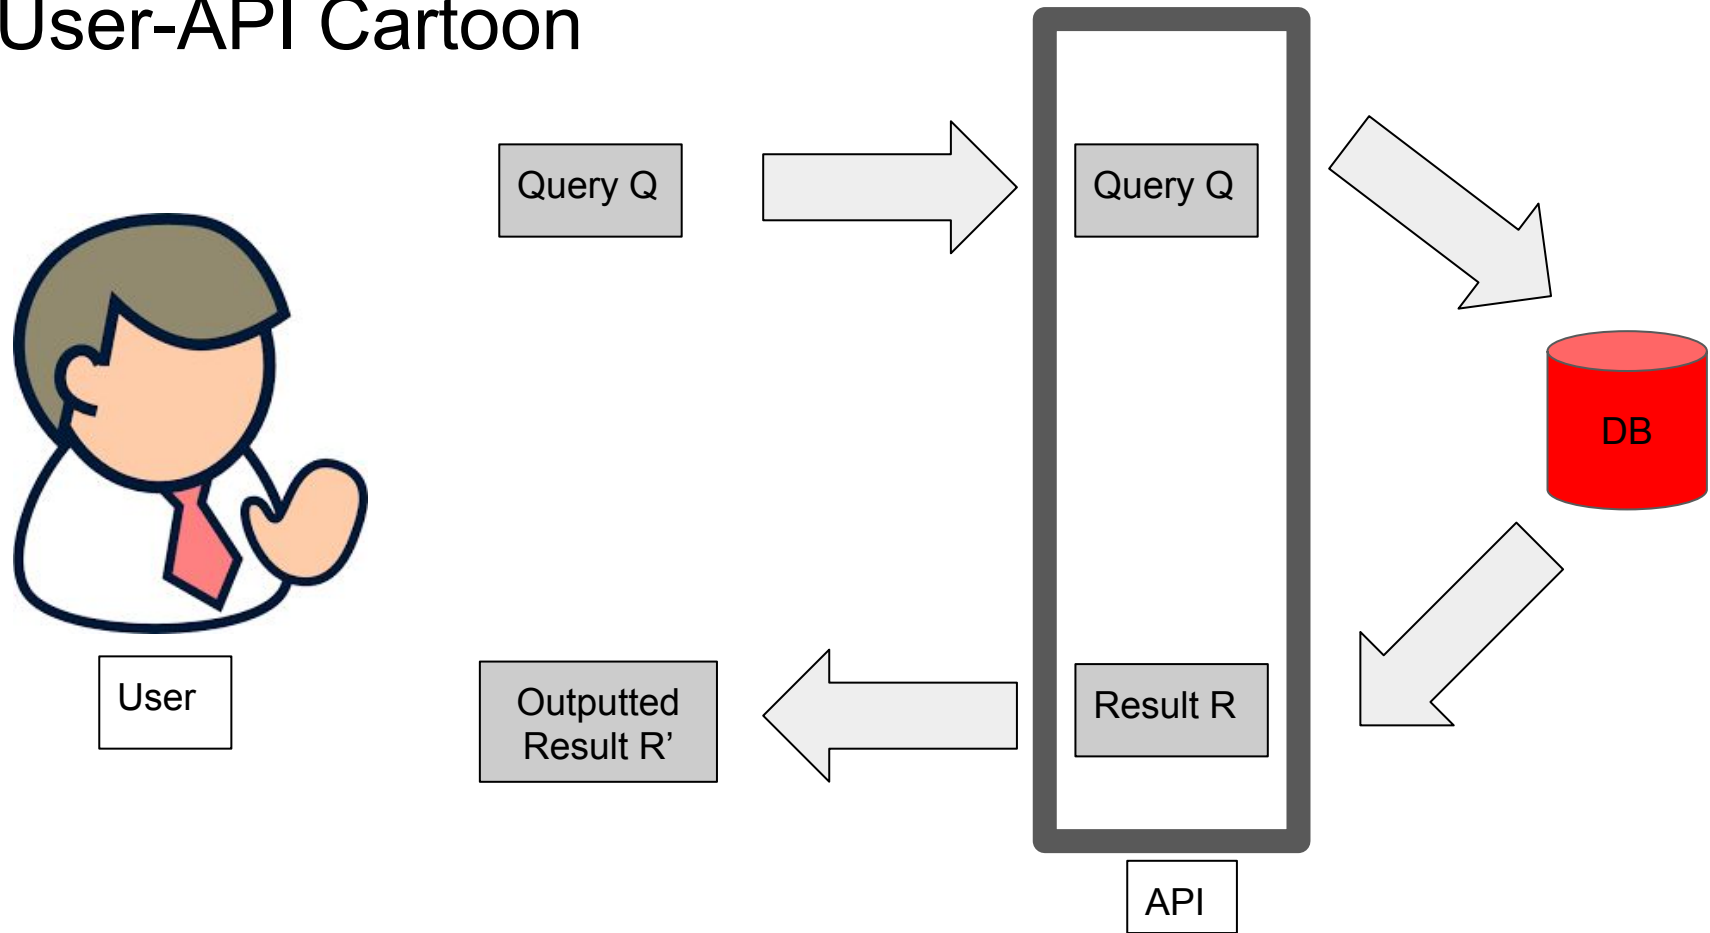 User-API Cartoon
Query Q
Query Q
DB
User
Outputted
Result R’
Result R
API